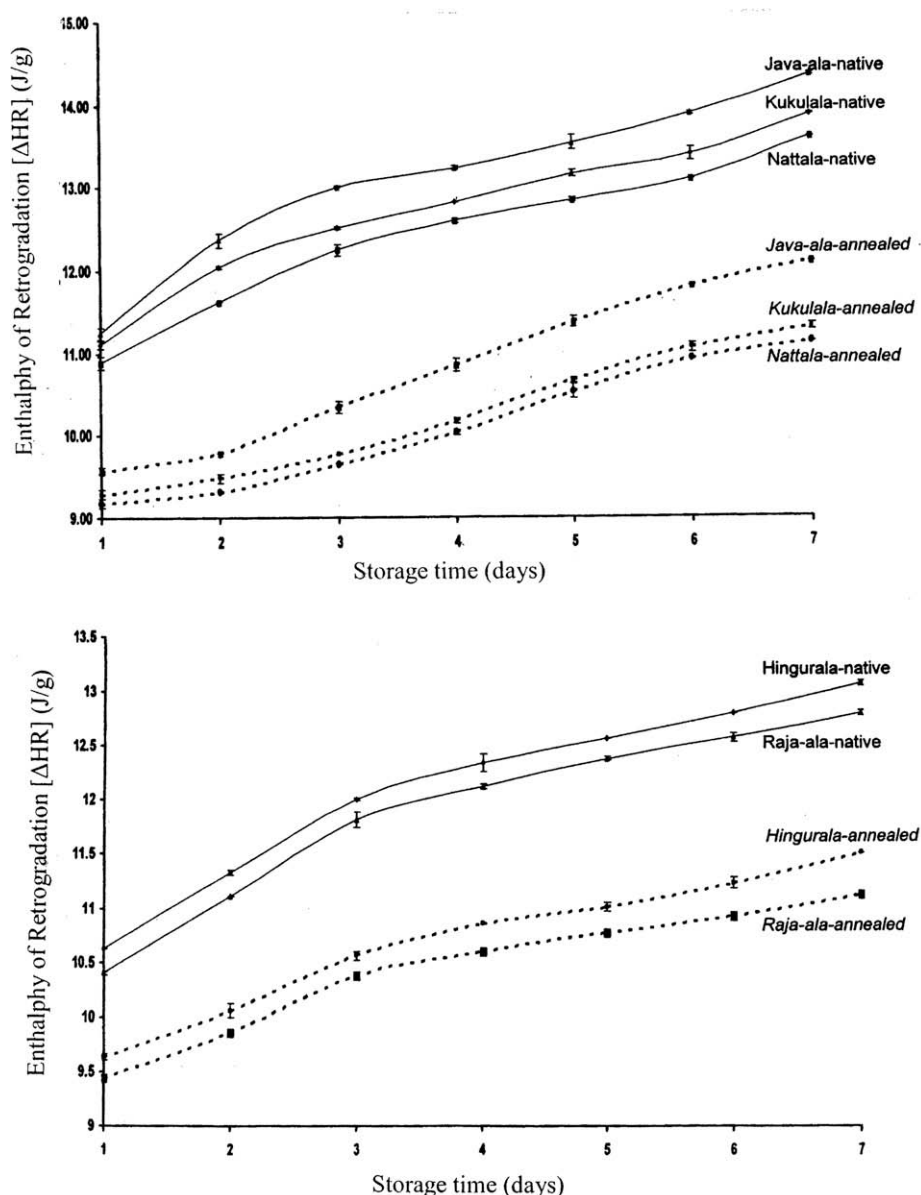 Enthalphy of Retrogradation [ΔHR] (J/g)
15.00
14.00
13.00
12.00
11.00
10.00
9.00
Java-ala-native
Kukulala-native
Nattala-native
Java-ala-annealed
Kukulala-annealed
Nattala-annealed
1 2 3 4 5 6 7
Storage time (days)
Enthalphy of Retrogradation [ΔHR] (J/g)
13.5
13
12.5
12
11.5
11
10.5
10
9.5
9
Hingurala-native
Raja-ala-native
Hingurala-annealed
Raja-ala-annealed
1 2 3 4 5 6 7
Storage time (days)